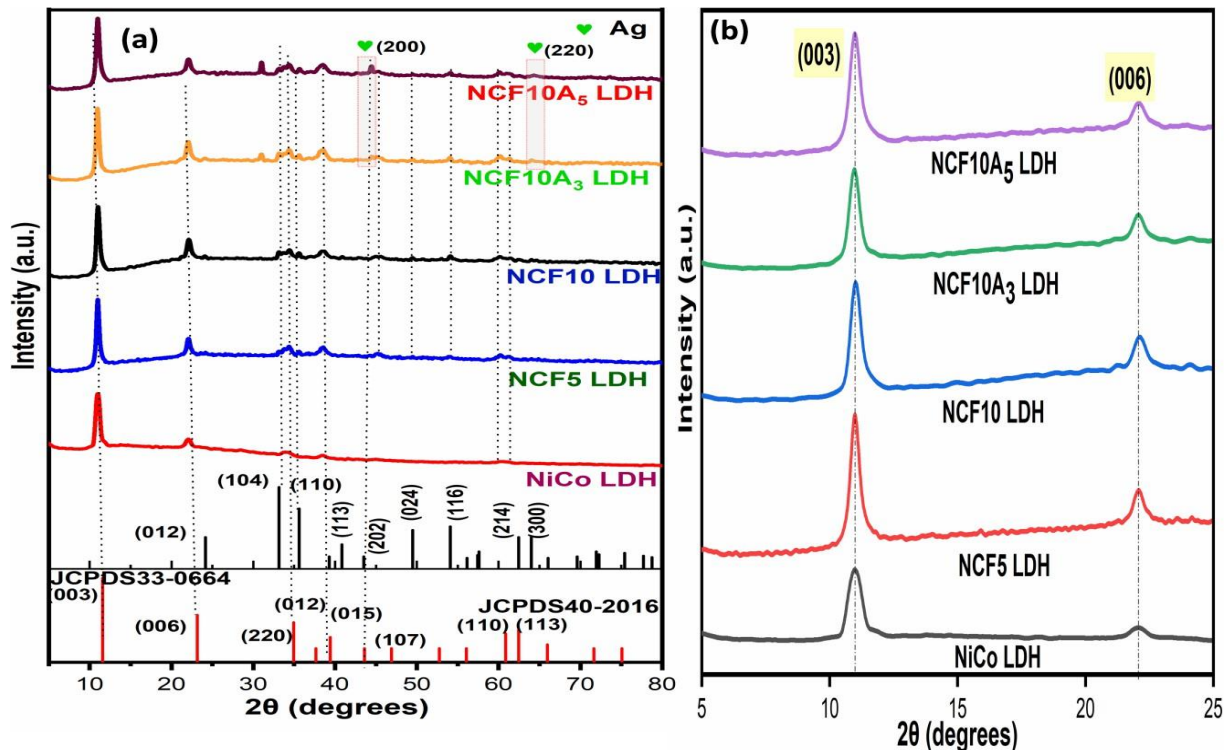 (a)
Ag
(200)
(220)
NCF10A₅ LDH
NCF10A₃ LDH
NCF10 LDH
NCF5 LDH
NiCo LDH
(104)
(110)
(012)
(113)
(202)
(024)
(116)
(214)
(300)
JCPDS33-0664
(003)
(006)
(220)
(012)
(015)
(107)
JCPDS40-2016
(110)
(113)
10 20 30 40 50 60 70 80
2θ (degrees)
Intensity (a.u.)
(b)
(003)
(006)
NCF10A₅ LDH
NCF10A₃ LDH
NCF10 LDH
NCF5 LDH
NiCo LDH
5 10 15 20 25
2θ (degrees)
Intensity (a.u.)